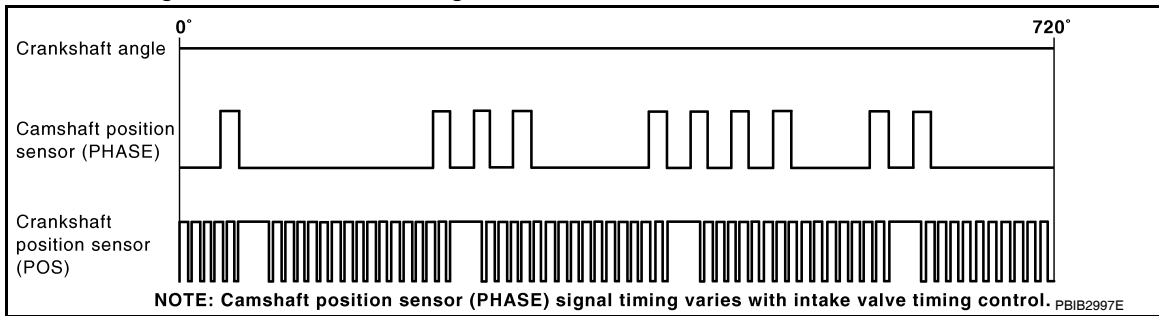 0° 720°
Crankshaft angle
Camshaft position
sensor (PHASE)
Crankshaft
position sensor
(POS)
NOTE: Camshaft position sensor (PHASE) signal timing varies with intake valve timing control. PBIB2997E